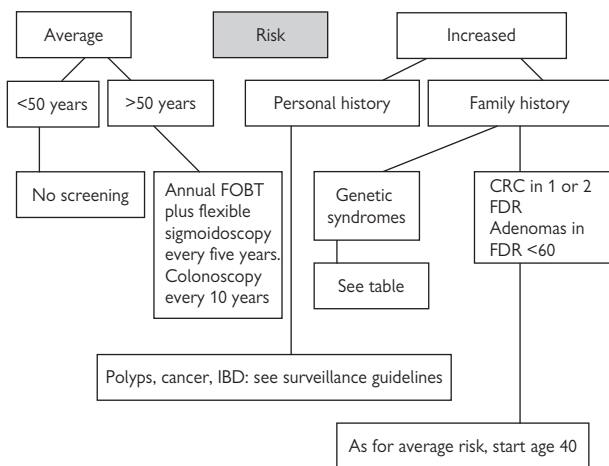 Average
Risk
Increased
<50 years
>50 years
Personal history
Family history
No screening
Annual FOBT
plus flexible
sigmoidoscopy
every five years.
Colonoscopy
every 10 years
Genetic
syndromes
CRC in 1 or 2
FDR
Adenomas in
FDR <60
See table
Polyps, cancer, IBD: see surveillance guidelines
As for average risk, start age 40